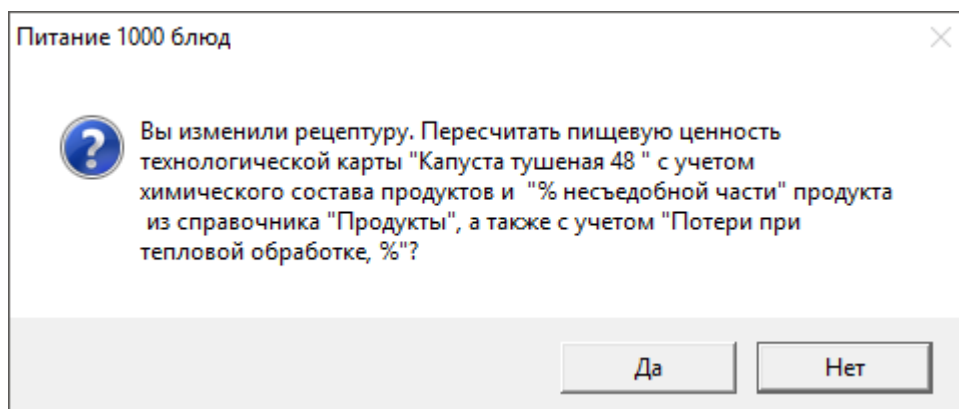 Питание 1000 блюд
Вы изменили рецептуру. Пересчитать пищевую ценность
технологической карты "Капуста тушеная 48 " с учетом
химического состава продуктов и  "% несъедобной части" продукта
из справочника "Продукты", а также с учетом "Потери при
тепловой обработке, %"?
Да
Нет